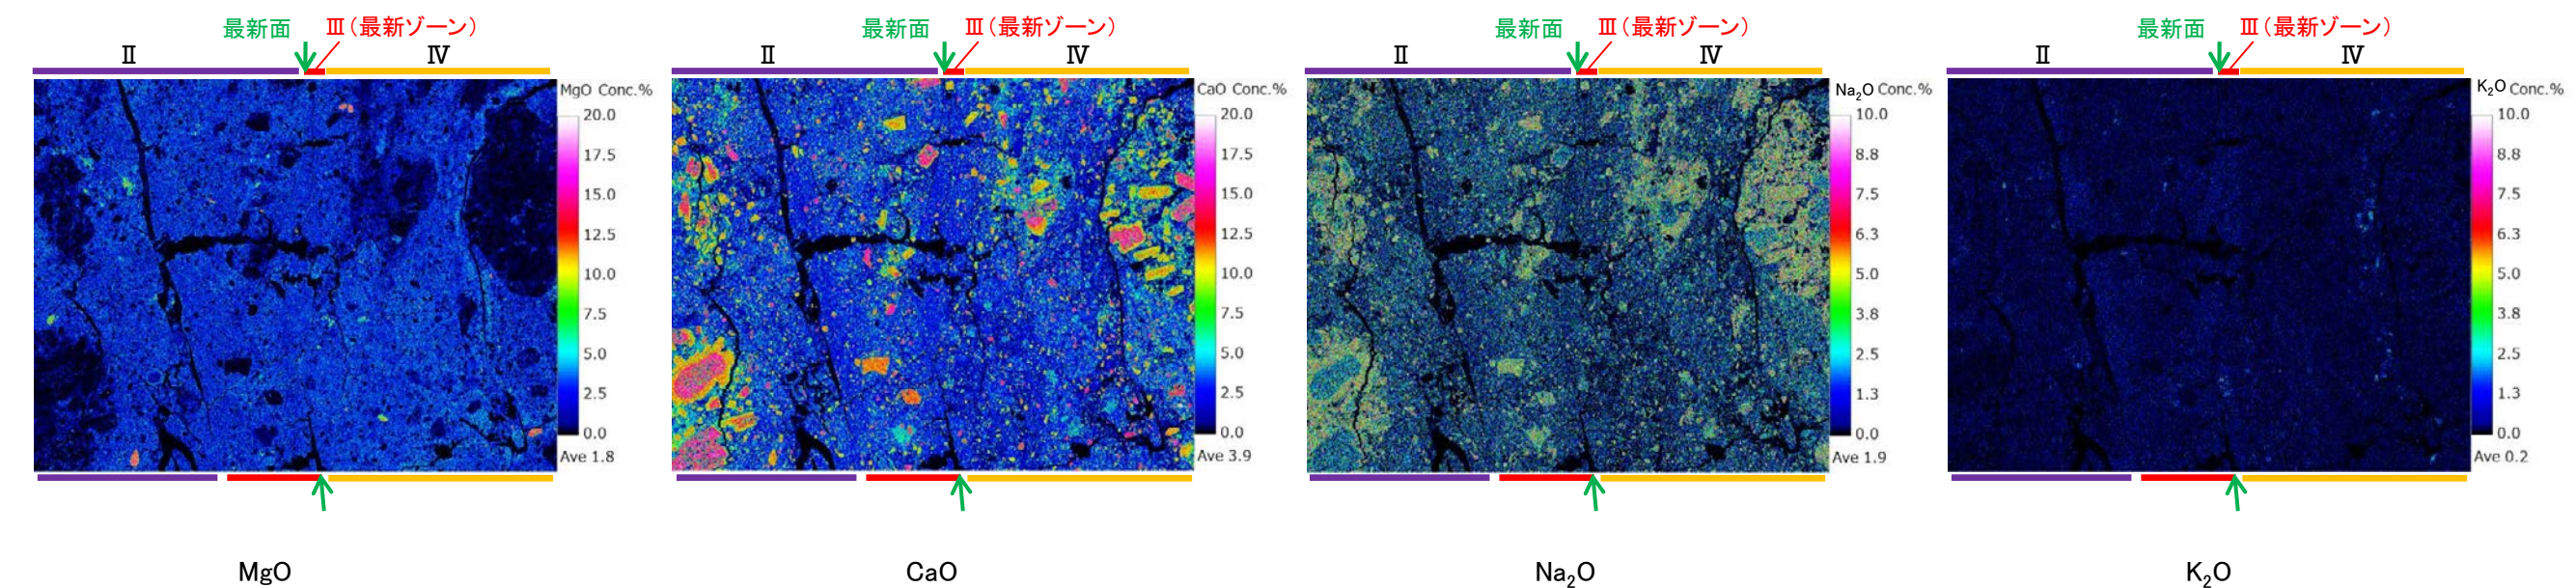 最新面 Ⅲ(最新ゾーン)
Ⅱ Ⅳ
MgO Conc.%
20.0
17.5
15.0
12.5
10.0
7.5
5.0
2.5
0.0
Ave 1.8
MgO
最新面 Ⅲ(最新ゾーン)
Ⅱ Ⅳ
CaO Conc.%
20.0
17.5
15.0
12.5
10.0
7.5
5.0
2.5
0.0
Ave 3.9
CaO
最新面 Ⅲ(最新ゾーン)
Ⅱ Ⅳ
Na₂O Conc.%
10.0
8.8
7.5
6.3
5.0
3.8
2.5
1.3
0.0
Ave 1.9
Na₂O
最新面 Ⅲ(最新ゾーン)
Ⅱ Ⅳ
K₂O Conc.%
10.0
8.8
7.5
6.3
5.0
3.8
2.5
1.3
0.0
Ave 0.2
K₂O